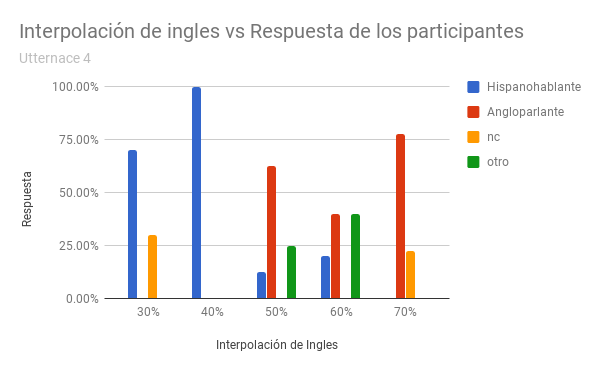 Interpolación de ingles vs Respuesta de los participantes
Utternace 4
100.00%
75.00%
50.00%
25.00%
0.00%
Respuesta
30%
40%
50%
60%
70%
Interpolación de Ingles
Hispanohablante
Angloparlante
nc
otro